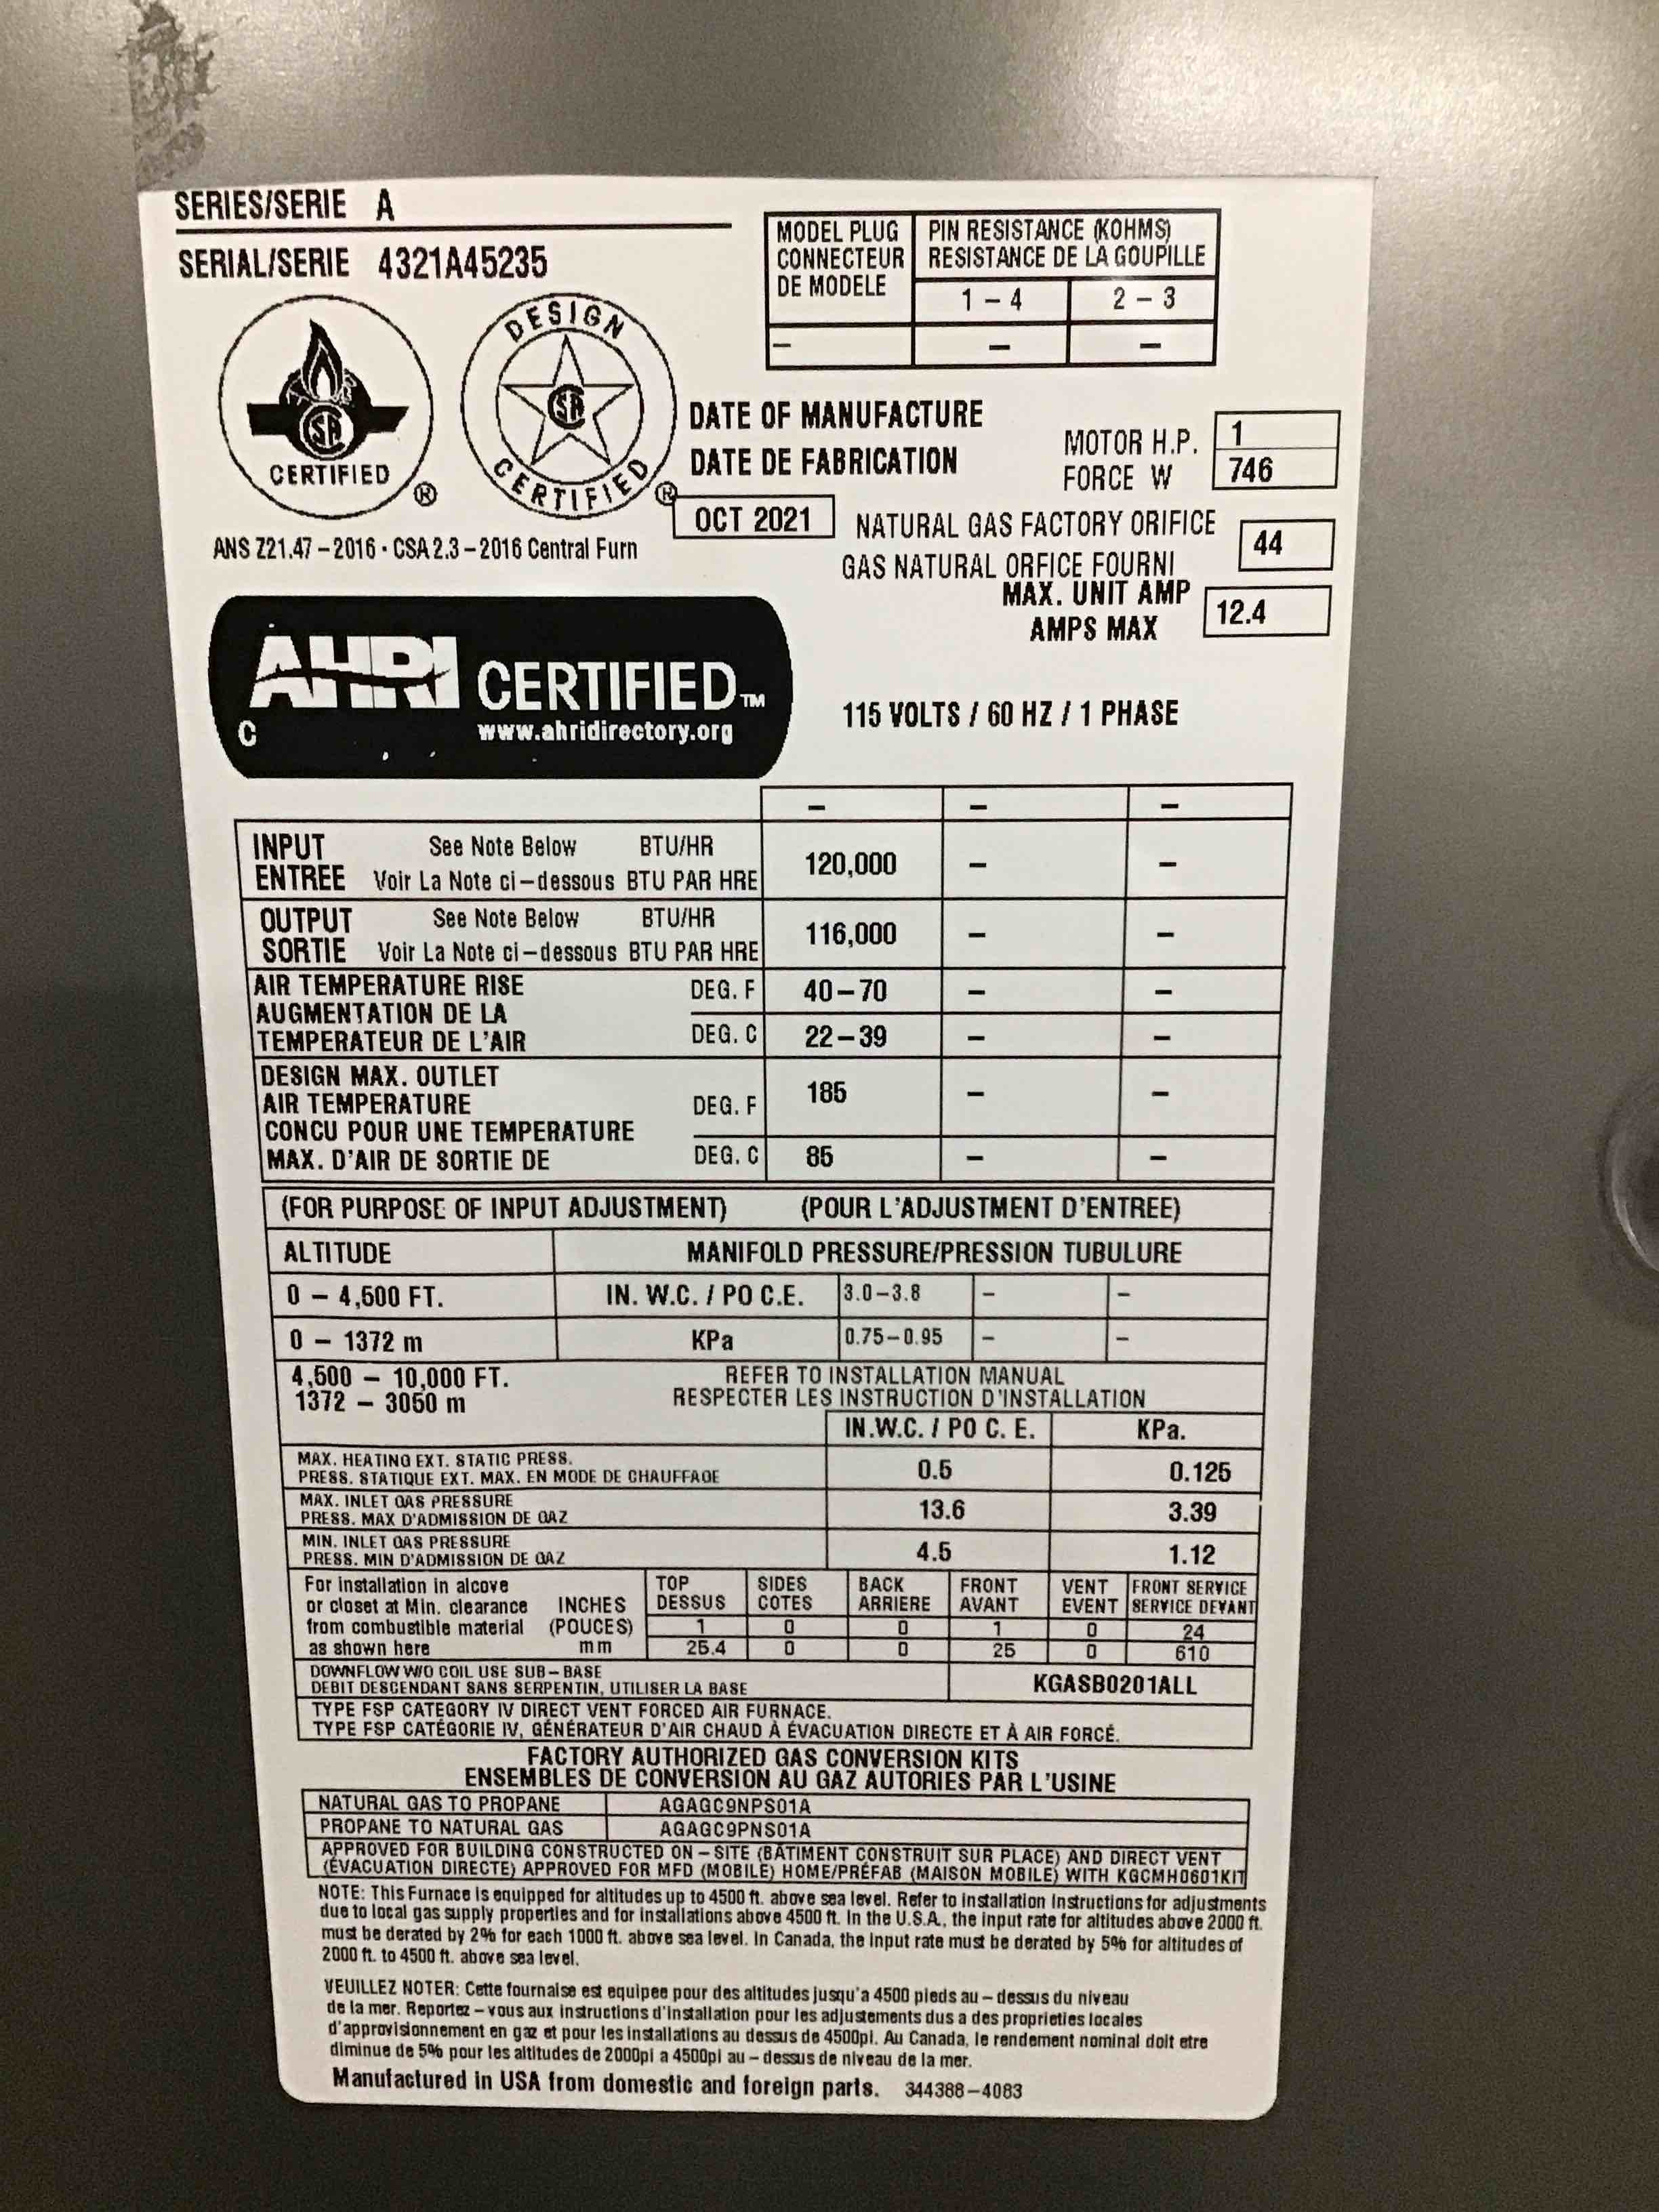 SERIES/SERIE A
SERIAL/SERIE 4321A45235
MODEL PLUG
CONNECTEUR
DE MODELE
PIN RESISTANCE (KOHMS)
RESISTANCE DE LA GOUPILLE
1 – 4 2 – 3
– – –
CERTIFIED ®
DESIGN CERTIFIED ®
ANS Z21.47 – 2016 · CSA 2.3 – 2016 Central Furn
DATE OF MANUFACTURE
DATE DE FABRICATION
OCT 2021
MOTOR H.P. 1
FORCE W 746
NATURAL GAS FACTORY ORIFICE
GAS NATURAL ORFICE FOURNI
44
MAX. UNIT AMP
AMPS MAX
12.4
AHRI CERTIFIED™
www.ahridirectory.org
C
115 VOLTS / 60 HZ / 1 PHASE
– – –
INPUT See Note Below BTU/HR
ENTREE Voir La Note ci–dessous BTU PAR HRE
120,000 – –
OUTPUT See Note Below BTU/HR
SORTIE Voir La Note ci–dessous BTU PAR HRE
116,000 – –
AIR TEMPERATURE RISE
AUGMENTATION DE LA
TEMPERATEUR DE L'AIR
DEG. F 40–70 – –
DEG. C 22–39 – –
DESIGN MAX. OUTLET
AIR TEMPERATURE
CONCU POUR UNE TEMPERATURE
MAX. D'AIR DE SORTIE DE
DEG. F 185 – –
DEG. C 85 – –
(FOR PURPOSE OF INPUT ADJUSTMENT) (POUR L'ADJUSTMENT D'ENTREE)
ALTITUDE MANIFOLD PRESSURE/PRESSION TUBULURE
0 – 4,500 FT. IN. W.C. / PO C.E. 3.0–3.8 – –
0 – 1372 m KPa 0.75–0.95 – –
4,500 – 10,000 FT. REFER TO INSTALLATION MANUAL
1372 – 3050 m RESPECTER LES INSTRUCTION D'INSTALLATION
IN.W.C. / PO C. E. KPa.
MAX. HEATING EXT. STATIC PRESS.
PRESS. STATIQUE EXT. MAX. EN MODE DE CHAUFFAGE
0.5 0.125
MAX. INLET GAS PRESSURE
PRESS. MAX D'ADMISSION DE GAZ
13.6 3.39
MIN. INLET GAS PRESSURE
PRESS. MIN D'ADMISSION DE GAZ
4.5 1.12
For installation in alcove
or closet at Min. clearance
from combustible material
as shown here
INCHES
(POUCES)
mm
TOP SIDES BACK FRONT VENT FRONT SERVICE
DESSUS COTES ARRIERE AVANT EVENT SERVICE DEVANT
1 0 0 1 0 24
25.4 0 0 25 0 610
DOWNFLOW W/O COIL USE SUB–BASE
DEBIT DESCENDANT SANS SERPENTIN, UTILISER LA BASE
KGASB0201ALL
TYPE FSP CATEGORY IV DIRECT VENT FORCED AIR FURNACE.
TYPE FSP CATÉGORIE IV, GÉNÉRATEUR D'AIR CHAUD À ÉVACUATION DIRECTE ET À AIR FORCÉ.
FACTORY AUTHORIZED GAS CONVERSION KITS
ENSEMBLES DE CONVERSION AU GAZ AUTORIES PAR L'USINE
NATURAL GAS TO PROPANE AGAGC9NPS01A
PROPANE TO NATURAL GAS AGAGC9PNS01A
APPROVED FOR BUILDING CONSTRUCTED ON – SITE (BÂTIMENT CONSTRUIT SUR PLACE) AND DIRECT VENT
(ÉVACUATION DIRECTE) APPROVED FOR MFD (MOBILE) HOME/PRÉFAB (MAISON MOBILE) WITH KGCMH0601KIT
NOTE: This Furnace is equipped for altitudes up to 4500 ft. above sea level. Refer to Installation Instructions for adjustments
due to local gas supply properties and for installations above 4500 ft. In the U.S.A., the input rate for altitudes above 2000 ft.
must be derated by 2% for each 1000 ft. above sea level. In Canada, the input rate must be derated by 5% for altitudes of
2000 ft. to 4500 ft. above sea level.
VEUILLEZ NOTER: Cette fournaise est equipee pour des altitudes jusqu'a 4500 pieds au – dessus du niveau
de la mer. Reportez – vous aux instructions d'installation pour les adjustements dus a des proprieties locales
d'approvisionnement en gaz et pour les installations au dessus de 4500pi. Au Canada, le rendement nominal doit etre
diminue de 5% pour les altitudes de 2000pi a 4500pi au – dessus de niveau de la mer.
Manufactured in USA from domestic and foreign parts. 344388–4083